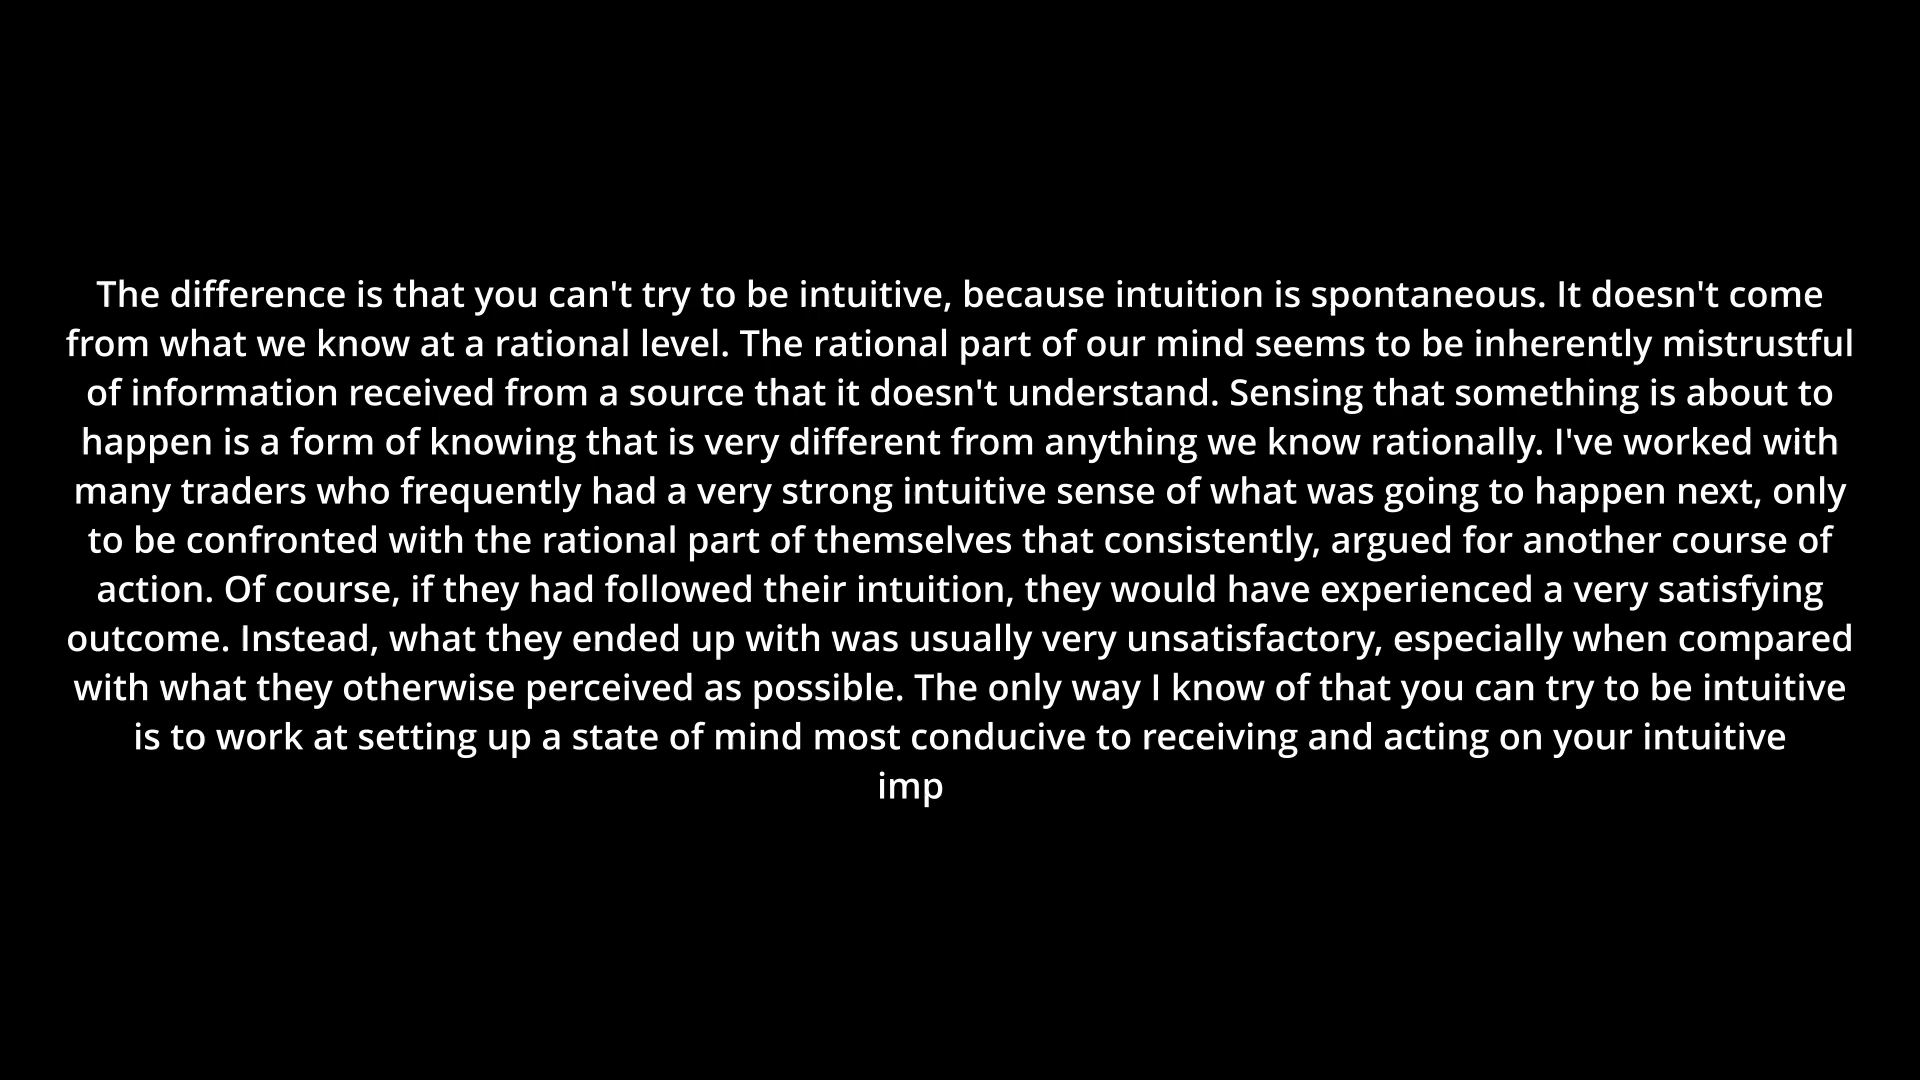 The difference is that you can't try to be intuitive, because intuition is spontaneous. It doesn't come
from what we know at a rational level. The rational part of our mind seems to be inherently mistrustful
of information received from a source that it doesn't understand. Sensing that something is about to
happen is a form of knowing that is very different from anything we know rationally. I've worked with
many traders who frequently had a very strong intuitive sense of what was going to happen next, only
to be confronted with the rational part of themselves that consistently, argued for another course of
action. Of course, if they had followed their intuition, they would have experienced a very satisfying
outcome. Instead, what they ended up with was usually very unsatisfactory, especially when compared
with what they otherwise perceived as possible. The only way I know of that you can try to be intuitive
is to work at setting up a state of mind most conducive to receiving and acting on your intuitive
imp